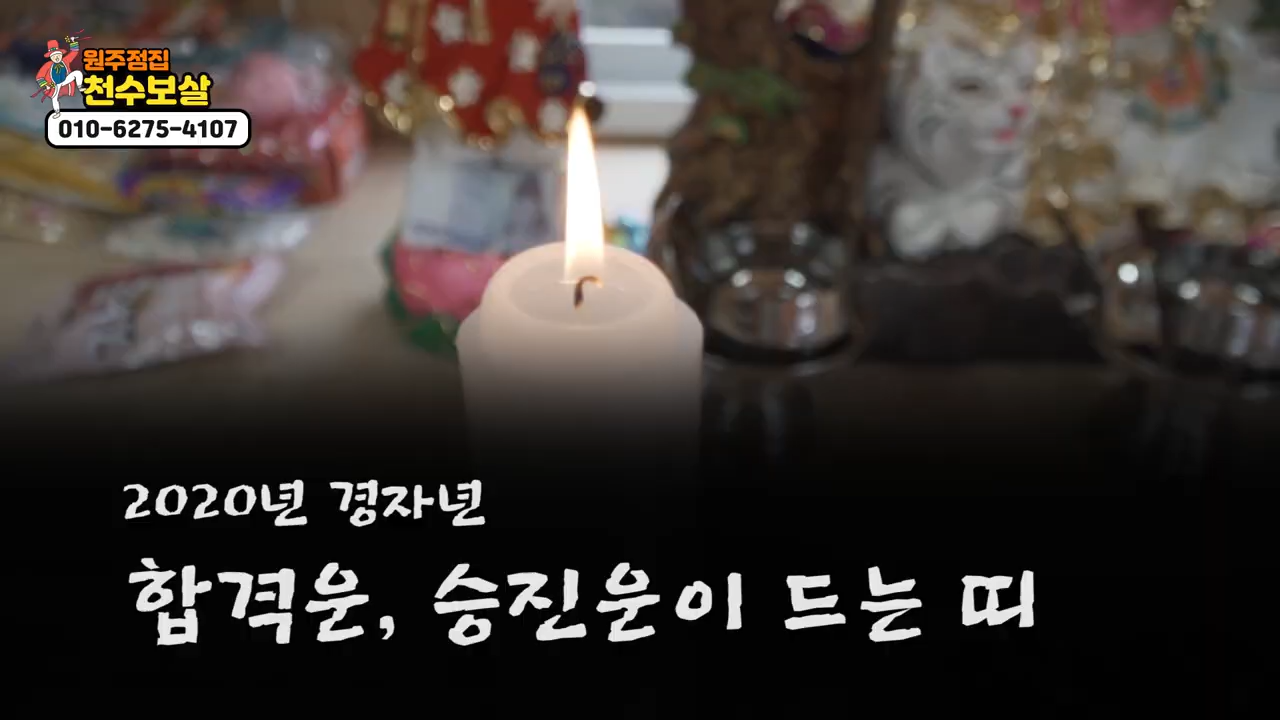 원주점집
천수보살
010-6275-4107
2020년 경자년
합격운, 승진운이 드는 띠